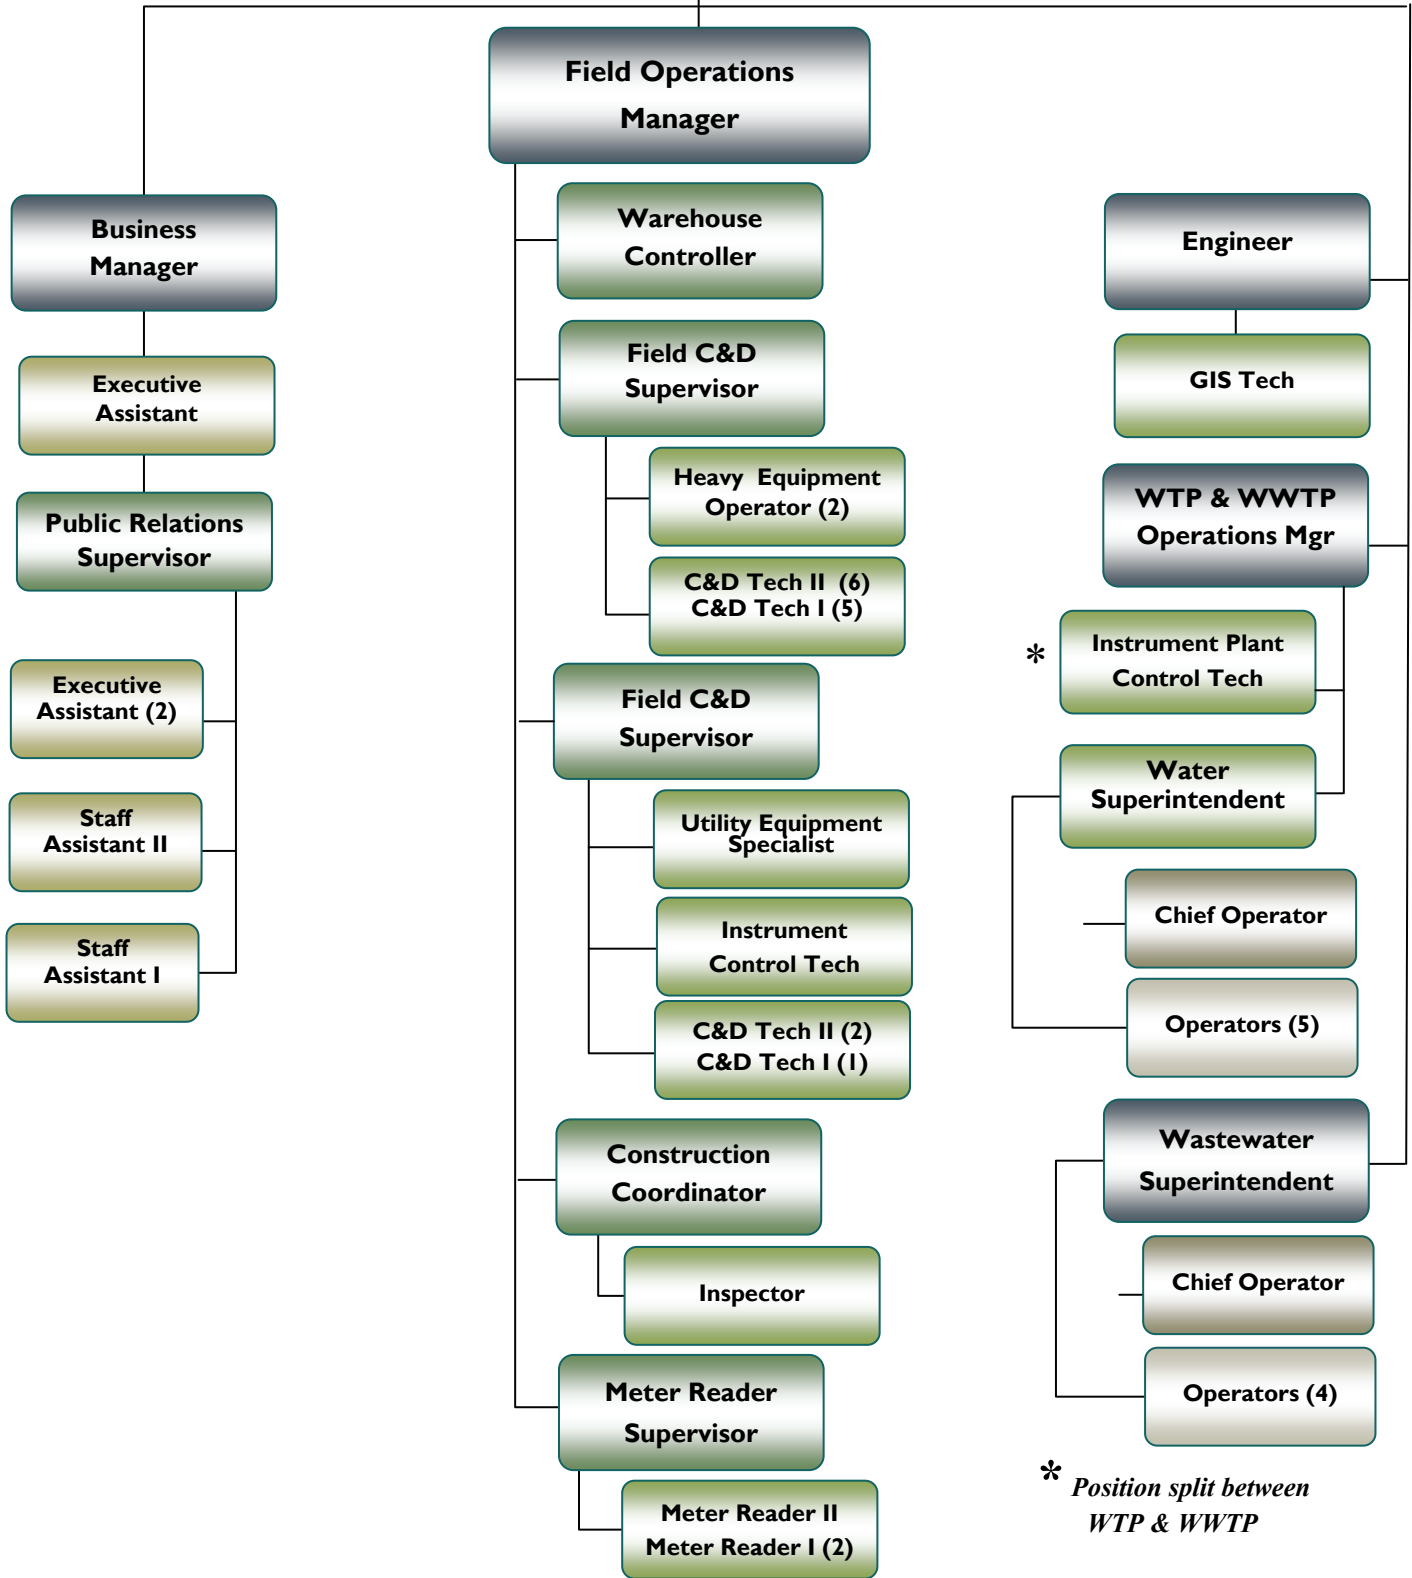 Field Operations
Manager
Business
Manager
Executive
Assistant
Public Relations
Supervisor
Executive
Assistant (2)
Staff
Assistant II
Staff
Assistant I
Warehouse
Controller
Field C&D
Supervisor
Heavy Equipment
Operator (2)
C&D Tech II (6)
C&D Tech I (5)
Field C&D
Supervisor
Utility Equipment
Specialist
Instrument
Control Tech
C&D Tech II (2)
C&D Tech I (1)
Construction
Coordinator
Inspector
Meter Reader
Supervisor
Meter Reader II
Meter Reader I (2)
Engineer
GIS Tech
WTP & WWTP
Operations Mgr
* Instrument Plant
Control Tech
Water
Superintendent
Chief Operator
Operators (5)
Wastewater
Superintendent
Chief Operator
Operators (4)
* Position split between
WTP & WWTP